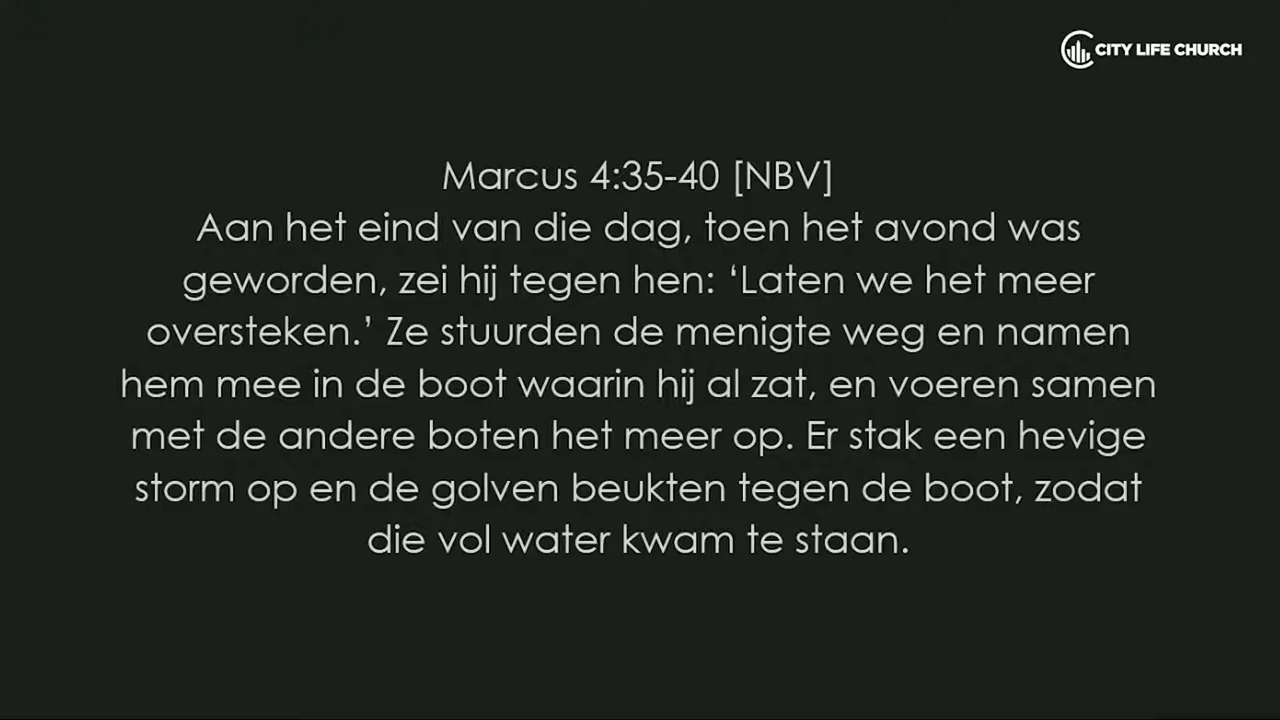 CITY LIFE CHURCH
Marcus 4:35-40 [NBV]
Aan het eind van die dag, toen het avond was
geworden, zei hij tegen hen: ‘Laten we het meer
oversteken.’ Ze stuurden de menigte weg en namen
hem mee in de boot waarin hij al zat, en voeren samen
met de andere boten het meer op. Er stak een hevige
storm op en de golven beukten tegen de boot, zodat
die vol water kwam te staan.